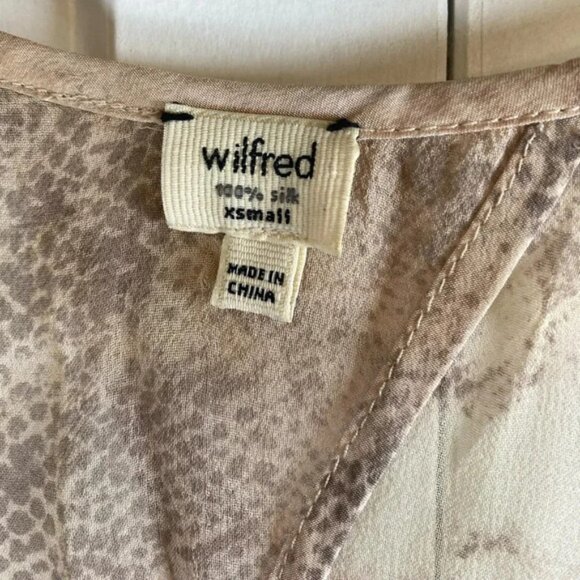 wilfred
100% silk
xsmall
MADE IN
CHINA